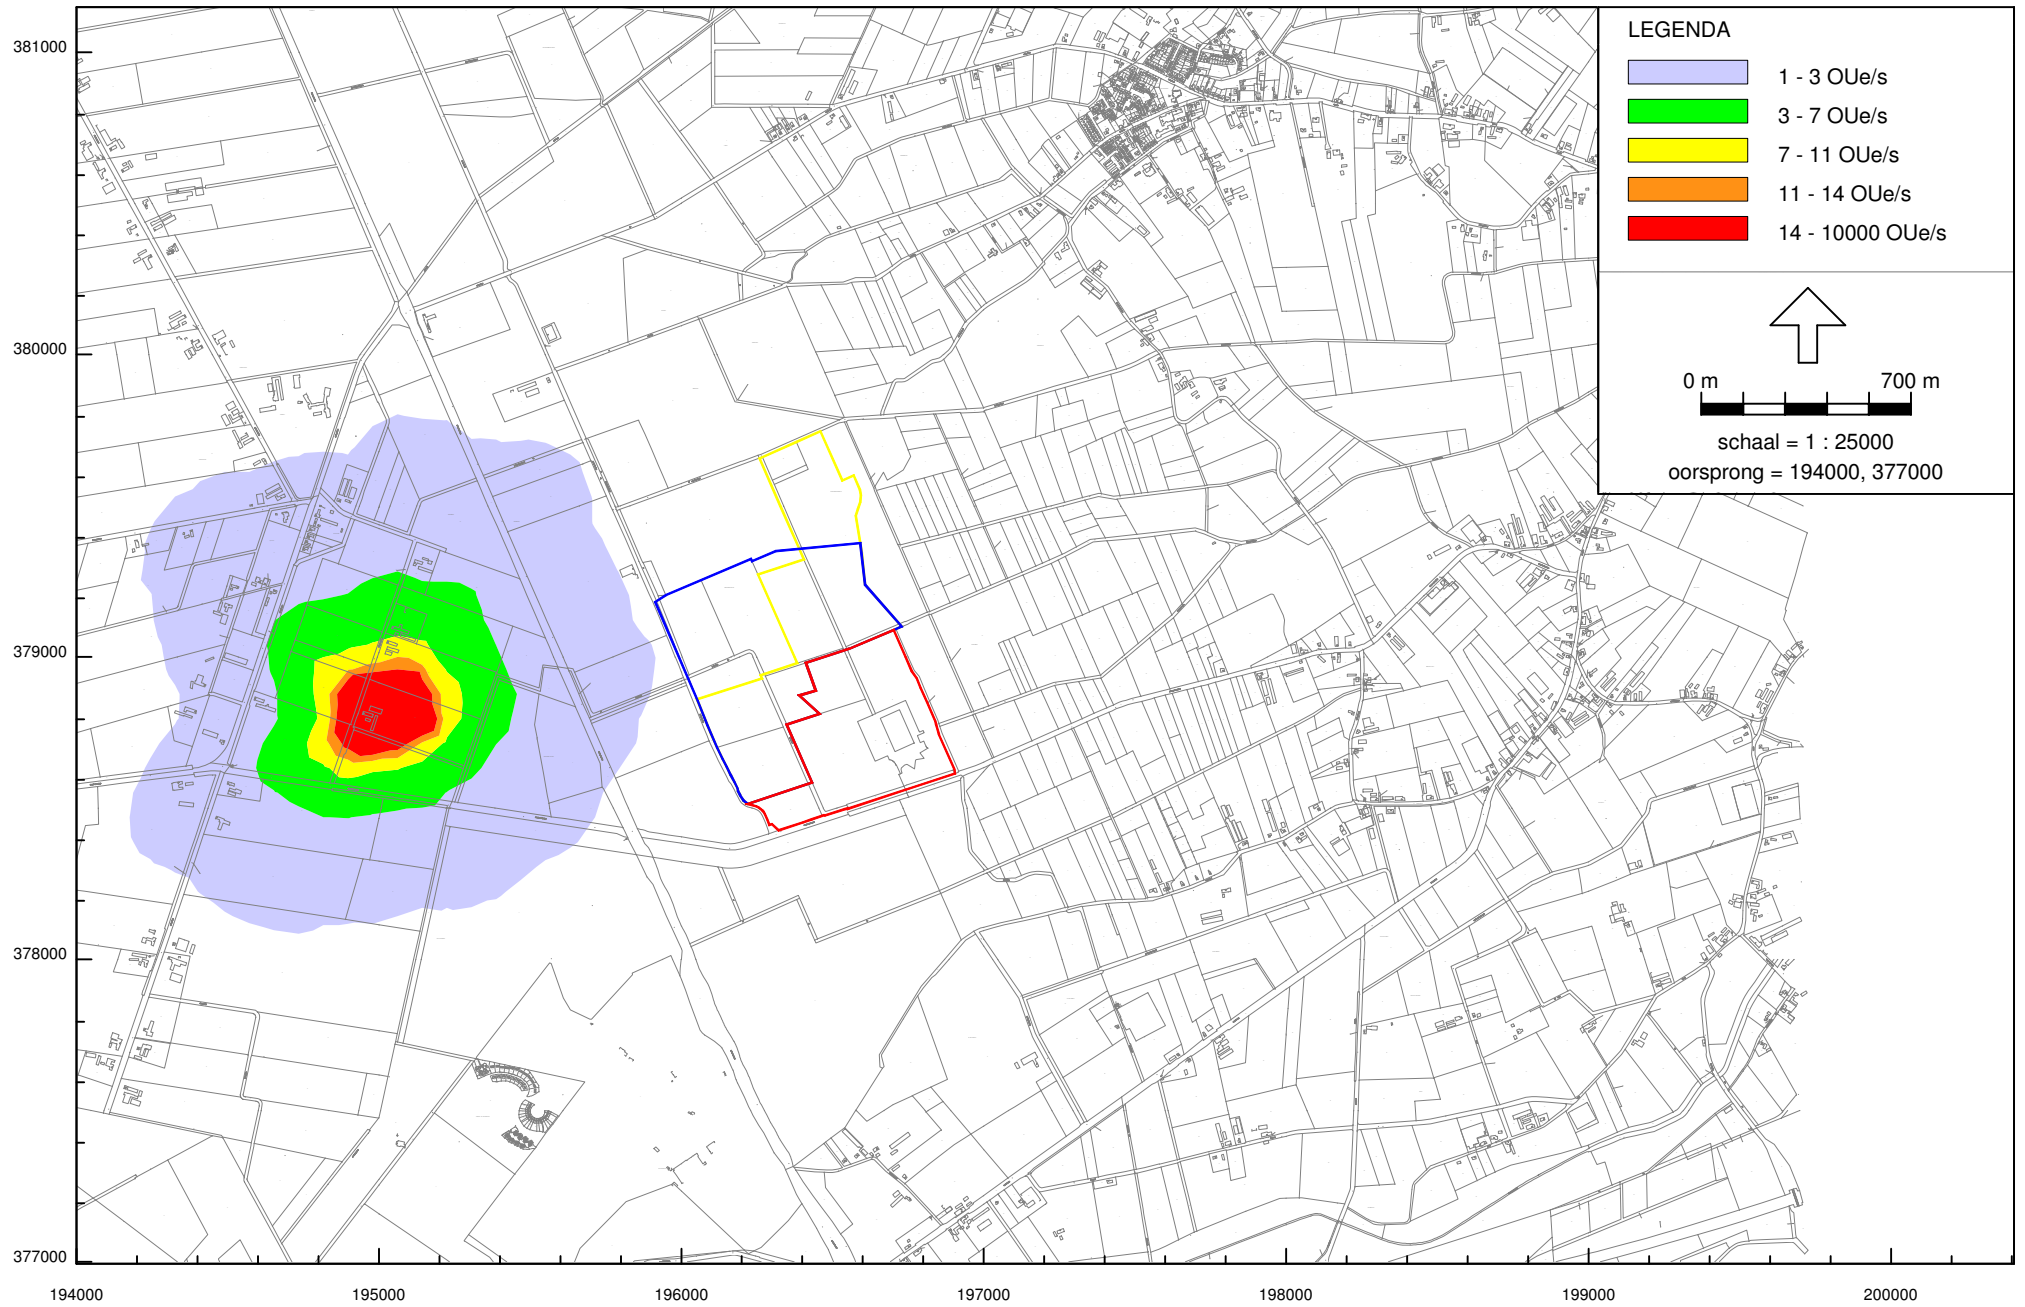 LEGENDA
1 - 3 OUe/s
3 - 7 OUe/s
7 - 11 OUe/s
11 - 14 OUe/s
14 - 10000 OUe/s
0 m 700 m
schaal = 1 : 25000
oorsprong = 194000, 377000
381000
380000
379000
378000
377000
194000 195000 196000 197000 198000 199000 200000